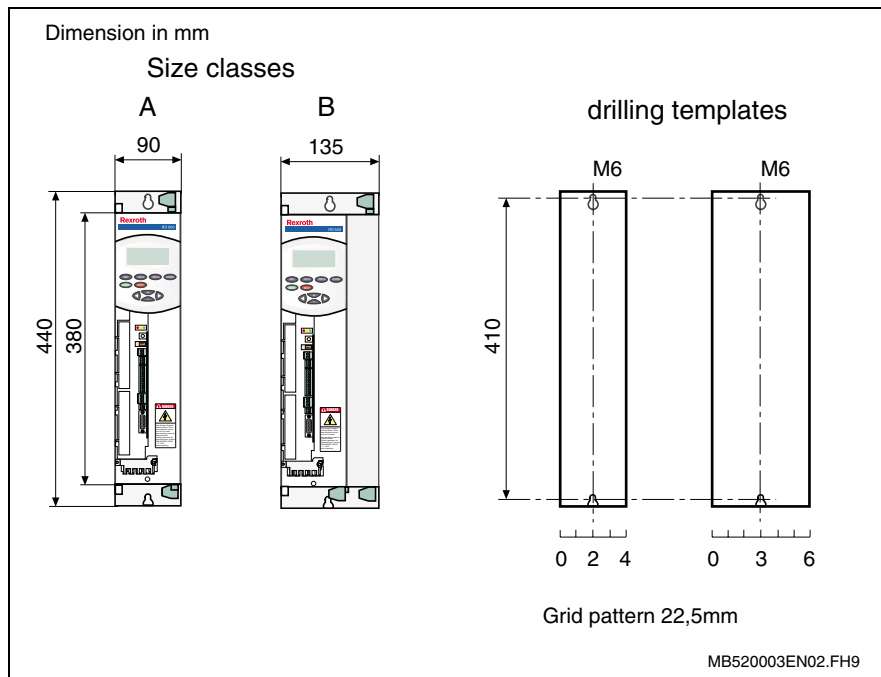 Dimension in mm
Size classes
A
B
drilling templates
90
135
M6
M6
Rexroth
Rexroth
440
380
410
0 2 4
0 3 6
Grid pattern 22,5mm
MB520003EN02.FH9